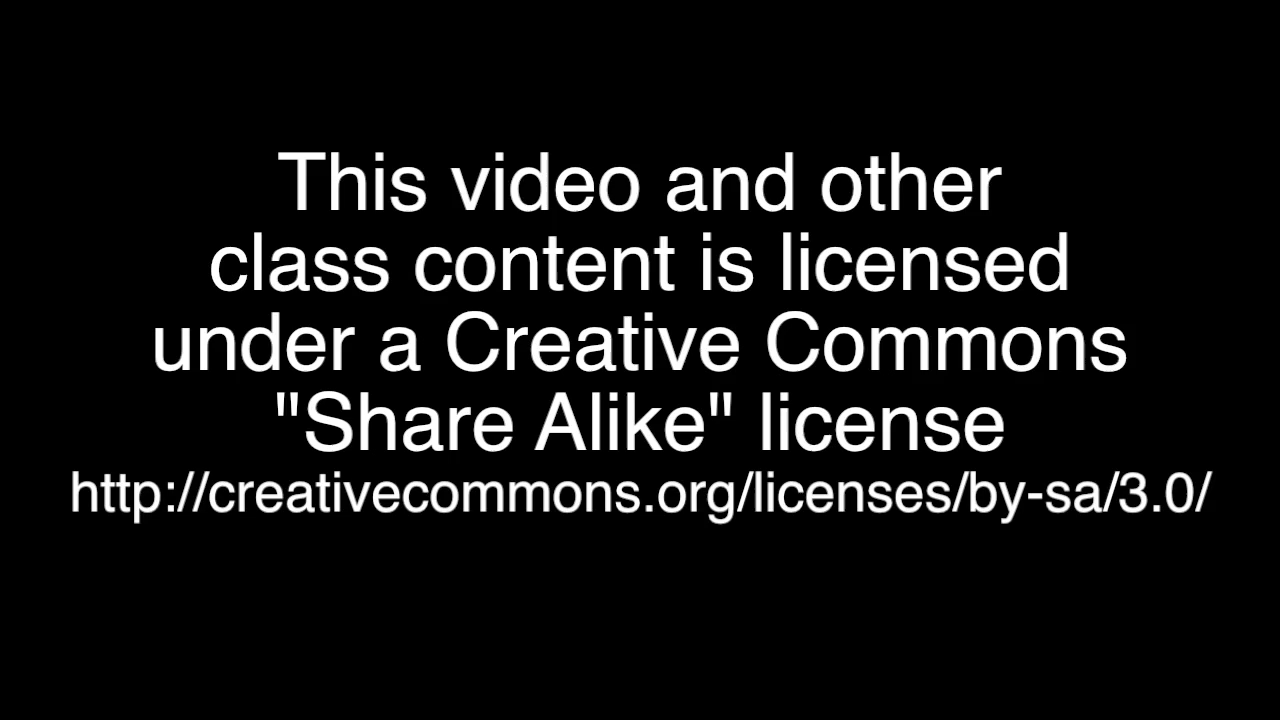 This video and other
class content is licensed
under a Creative Commons
"Share Alike" license
http://creativecommons.org/licenses/by-sa/3.0/